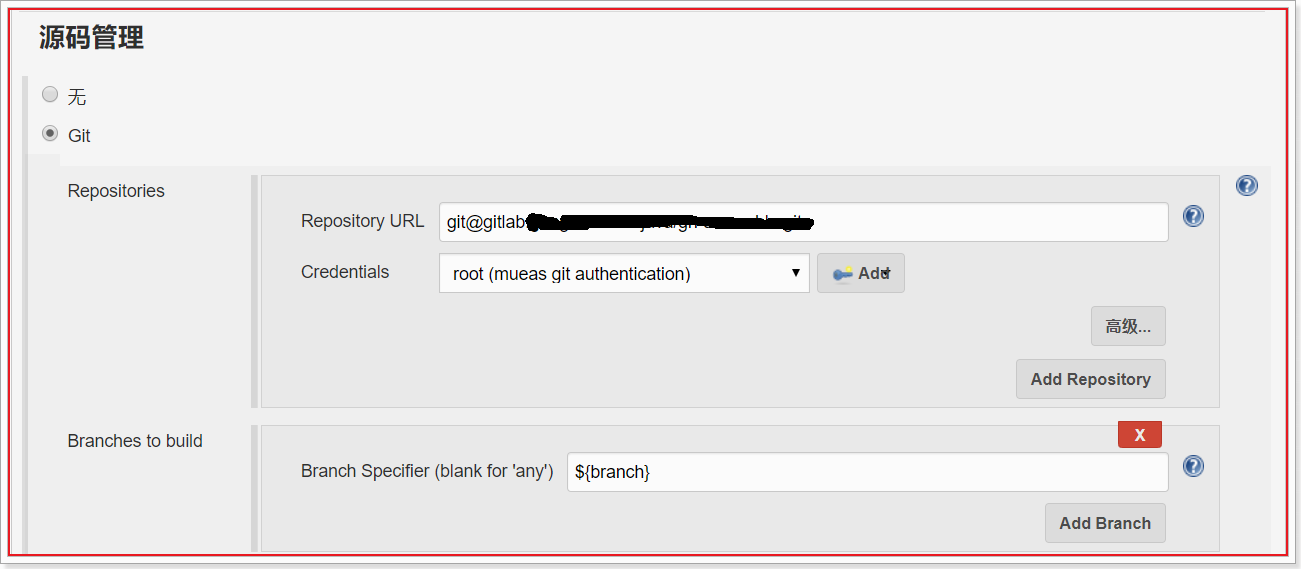 源码管理
无
Git
Repositories
Repository URL git@gitlab
Credentials root (mueas git authentication) Add
高级...
Add Repository
Branches to build X
Branch Specifier (blank for 'any') ${branch}
Add Branch